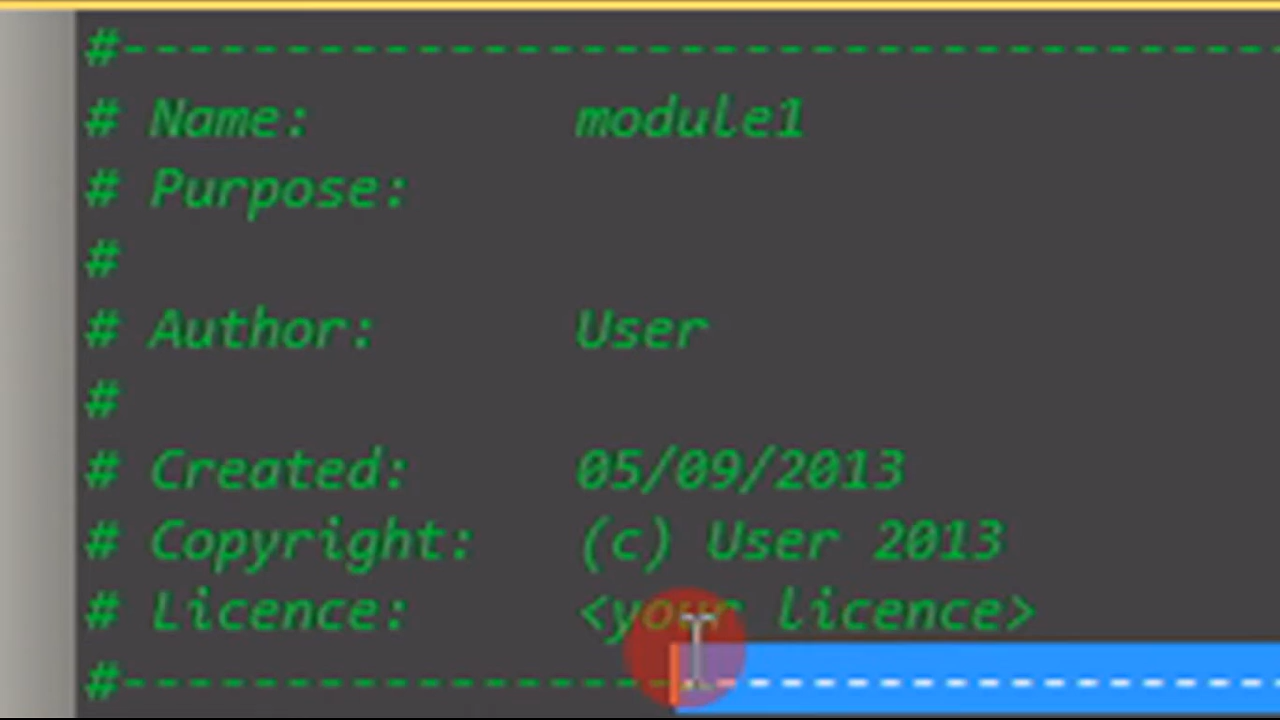 #-----------------------------------
# Name:        module1
# Purpose:
#
# Author:      User
#
# Created:     05/09/2013
# Copyright:   (c) User 2013
# Licence:     <your licence>
#-----------------------------------